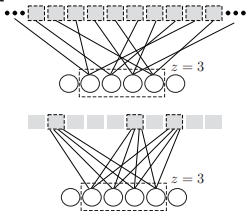 z = 3
z = 3